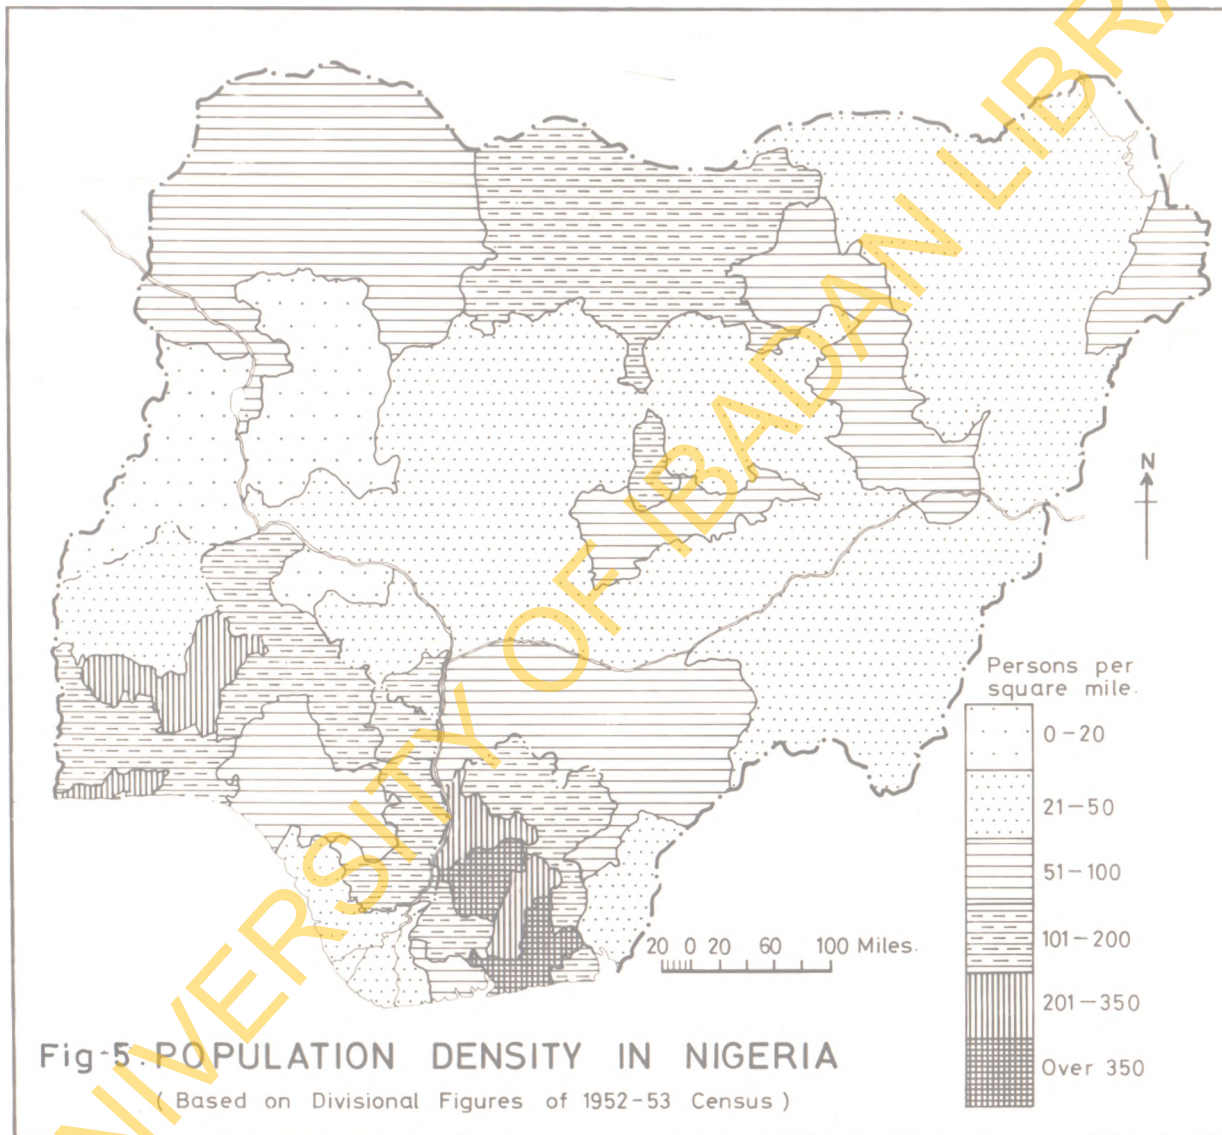 UNIVERSITY OF IBADAN LIBRA
N
Persons per
square mile.
0-20
21-50
51-100
101-200
201-350
Over 350
20 0 20 60 100 Miles.
Fig-5. POPULATION DENSITY IN NIGERIA
( Based on Divisional Figures of 1952-53 Census )